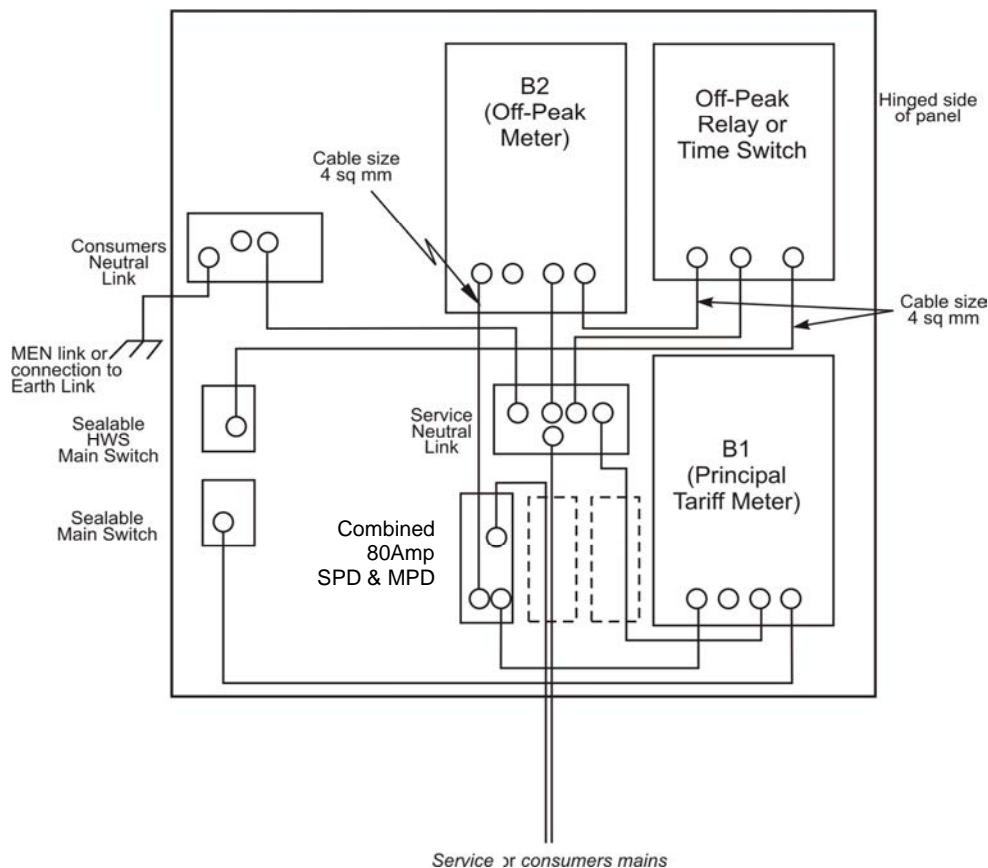 B2
(Off-Peak
Meter)
Off-Peak
Relay or
Time Switch
Hinged side
of panel
Cable size
4 sq mm
Consumers
Neutral
Link
Cable size
4 sq mm
MEN link or
connection to
Earth Link
Sealable
HWS
Main Switch
Service
Neutral
Link
B1
(Principal
Tariff Meter)
Sealable
Main Switch
Combined
80Amp
SPD & MPD
Service or consumers mains